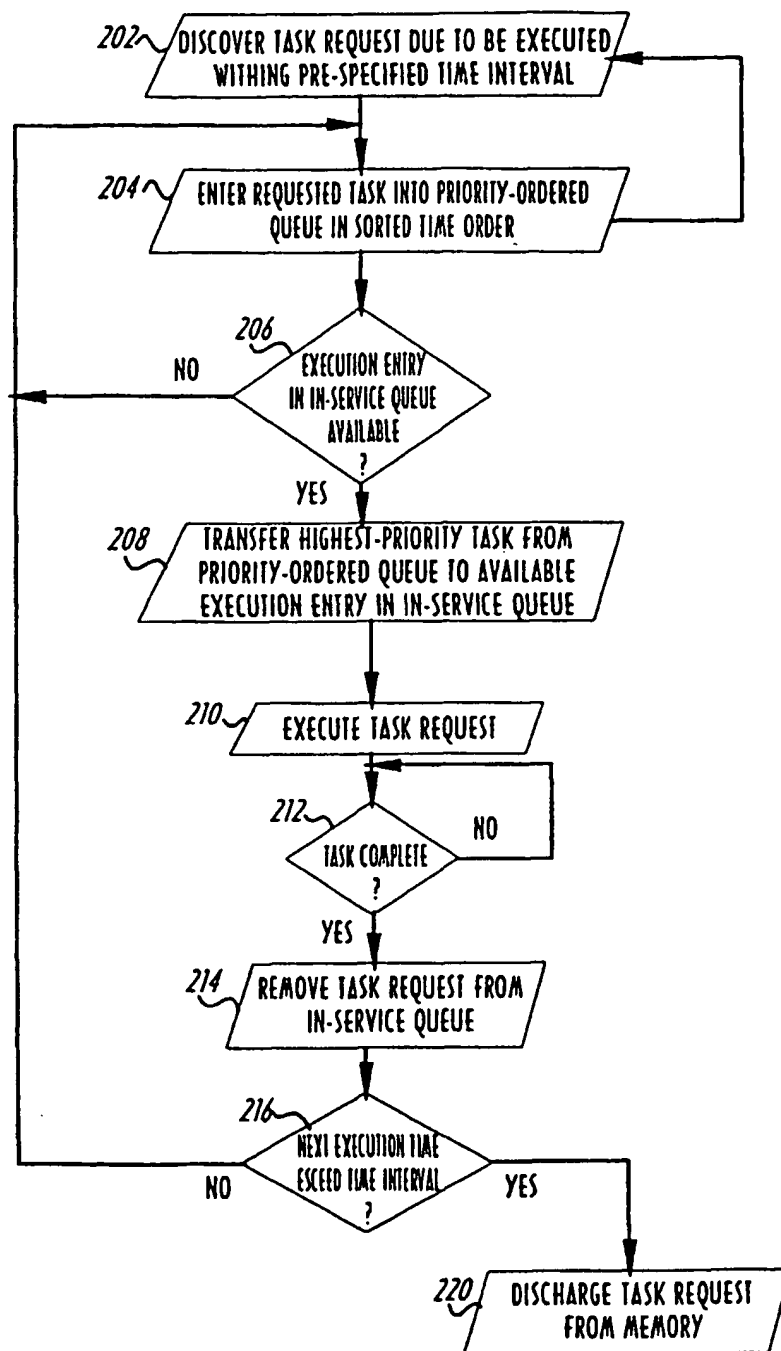 202
DISCOVER TASK REQUEST DUE TO BE EXECUTED
WITHING PRE-SPECIFIED TIME INTERVAL
204
ENTER REQUESTED TASK INTO PRIORITY-ORDERED
QUEUE IN SORTED TIME ORDER
206
EXECUTION ENTRY
IN IN-SERVICE QUEUE
AVAILABLE
?
NO
YES
208
TRANSFER HIGHEST-PRIORITY TASK FROM
PRIORITY-ORDERED QUEUE TO AVAILABLE
EXECUTION ENTRY IN IN-SERVICE QUEUE
210
EXECUTE TASK REQUEST
212
TASK COMPLETE
?
NO
YES
214
REMOVE TASK REQUEST FROM
IN-SERVICE QUEUE
216
NEXT EXECUTION TIME
ESCEED TIME INTERVAL
?
NO
YES
220
DISCHARGE TASK REQUEST
FROM MEMORY